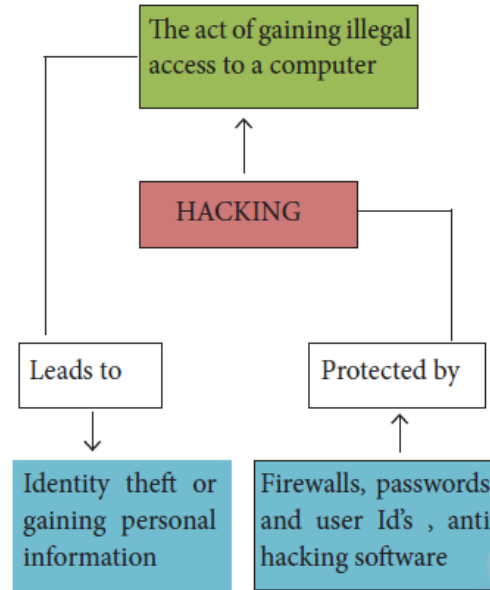 The act of gaining illegal
access to a computer
HACKING
Leads to
Protected by
Identity theft or
gaining personal
information
Firewalls, passwords
and user Id's , anti
hacking software